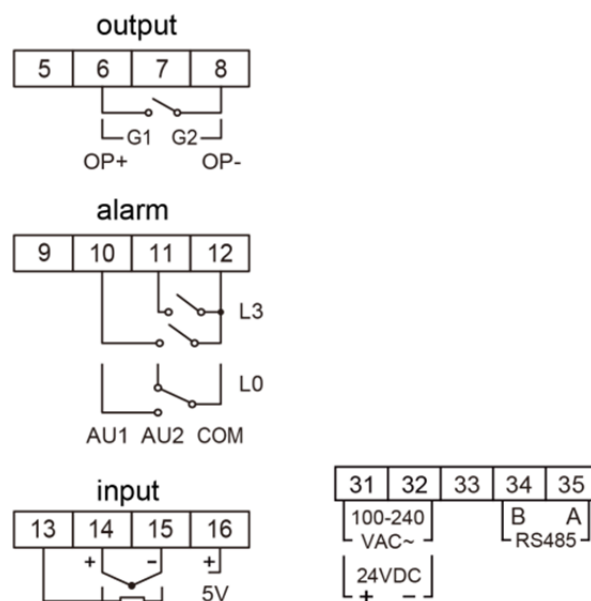 output
5 6 7 8
G1 G2
OP+ OP-
alarm
9 10 11 12
L3
L0
AU1 AU2 COM
input
13 14 15 16
+ − +
5V
31 32 33 34 35
100-240 B A
VAC~ RS485
24VDC
+ −